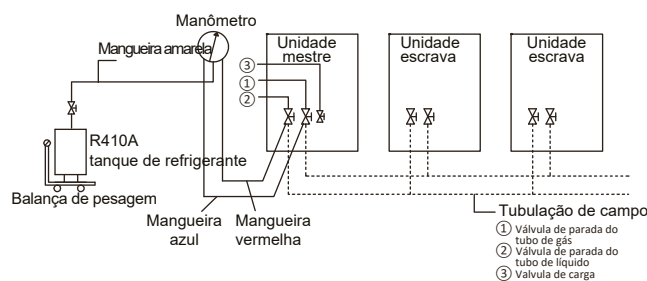 Manômetro
Mangueira amarela
Unidade
mestre
Unidade
escrava
Unidade
escrava
③
①
②
R410A
tanque de refrigerante
Balança de pesagem
Mangueira
azul
Mangueira
vermelha
Tubulação de campo
① Válvula de parada do
tubo de gás
② Válvula de parada do
tubo de líquido
③ Valvula de carga